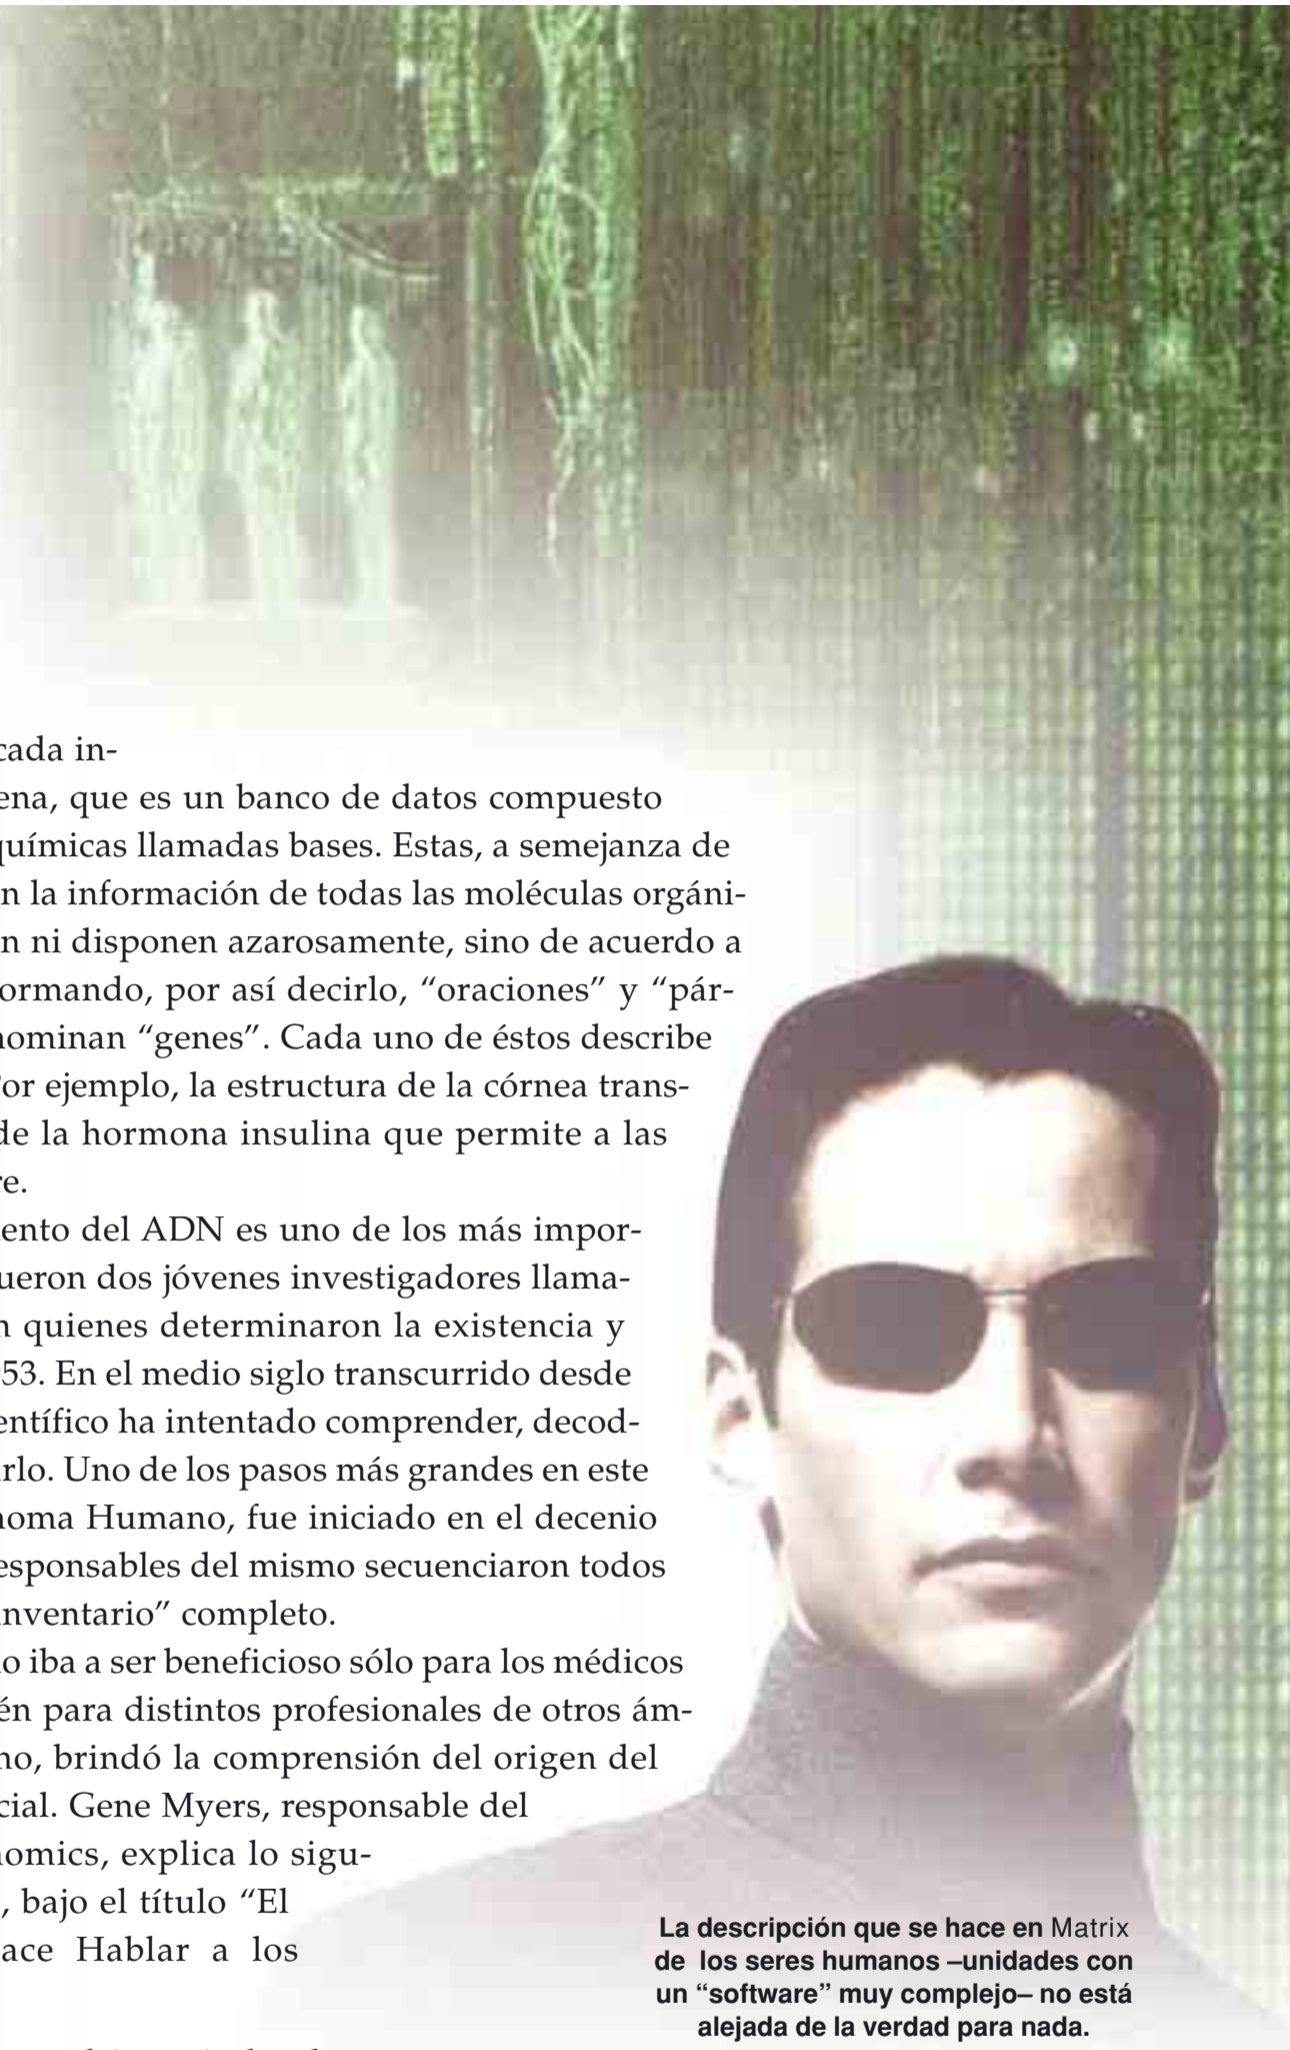 cada in-
ena, que es un banco de datos compuesto
químicas llamadas bases. Estas, a semejanza de
n la información de todas las moléculas orgáni-
n ni disponen azarosamente, sino de acuerdo a
ormando, por así decirlo, “oraciones” y “pár-
nominan “genes”. Cada uno de éstos describe
Por ejemplo, la estructura de la córnea trans-
de la hormona insulina que permite a las
re.
ento del ADN es uno de los más impor-
ueron dos jóvenes investigadores llama-
n quienes determinaron la existencia y
53. En el medio siglo transcurrido desde
entífico ha intentado comprender, decod-
rlo. Uno de los pasos más grandes en este
noma Humano, fue iniciado en el decenio
esponsables del mismo secuenciaron todos
inventario” completo.
o iba a ser beneficioso sólo para los médicos
én para distintos profesionales de otros ám-
no, brindó la comprensión del origen del
cial. Gene Myers, responsable del
nomics, explica lo sigu-
, bajo el título “El
ace Hablar a los
La descripción que se hace en Matrix
de los seres humanos –unidades con
un “software” muy complejo– no está
alejada de la verdad para nada.